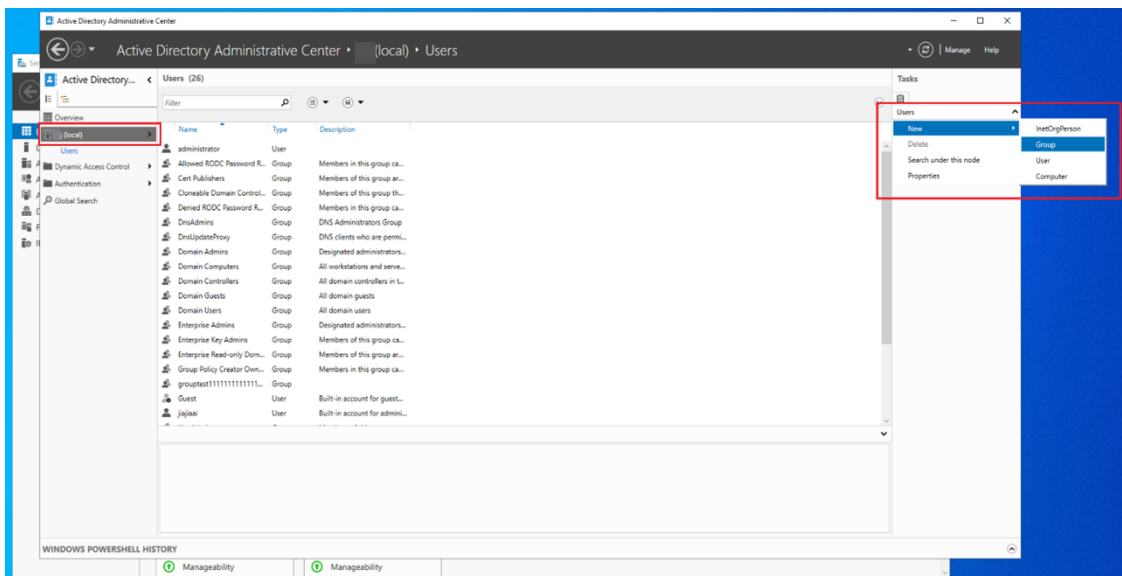 Active Directory Administrative Center
Active Directory Administrative Center • (local) • Users
Manage Help
Active Directory...
Overview
(local)
Users
Dynamic Access Control
Authentication
Global Search
Users (26)
Filter
Name Type Description
administrator User
Allowed RODC Password R... Group Members in this group ca...
Cert Publishers Group Members of this group ar...
Cloneable Domain Control... Group Members of this group th...
Denied RODC Password R... Group Members in this group ca...
DnsAdmins Group DNS Administrators Group
DnsUpdateProxy Group DNS clients who are permi...
Domain Admins Group Designated administrators...
Domain Computers Group All workstations and serve...
Domain Controllers Group All domain controllers in t...
Domain Guests Group All domain guests
Domain Users Group All domain users
Enterprise Admins Group Designated administrators...
Enterprise Key Admins Group Members of this group ca...
Enterprise Read-only Dom... Group Members of this group ar...
Group Policy Creator Own... Group Members in this group ca...
grouptest1111111111111... Group
Guest User Built-in account for guest...
jiajiaai User Built-in account for admini...
Tasks
Users
New
Delete
Search under this node
Properties
InetOrgPerson
Group
User
Computer
WINDOWS POWERSHELL HISTORY
Manageability Manageability